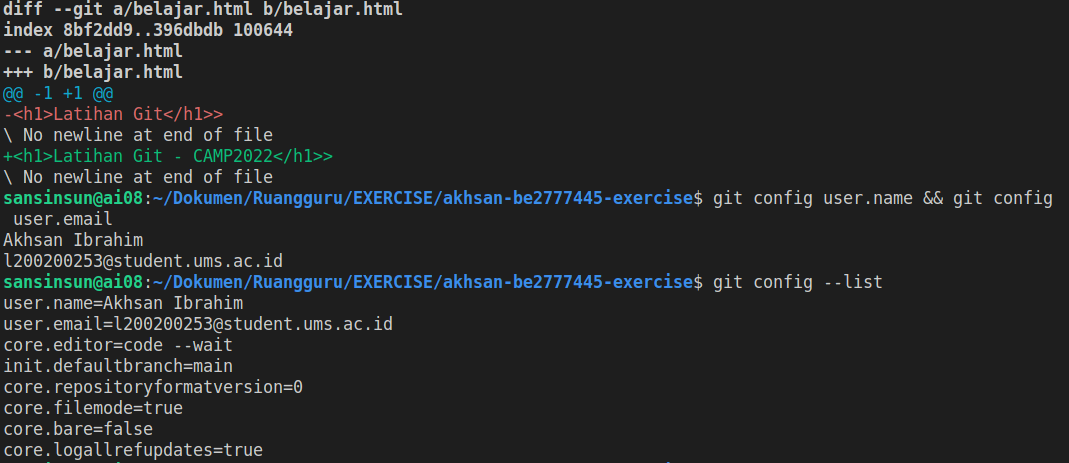 diff --git a/belajar.html b/belajar.html
index 8bf2dd9..396dbdb 100644
--- a/belajar.html
+++ b/belajar.html
@@ -1 +1 @@
-<h1>Latihan Git</h1>>
\ No newline at end of file
+<h1>Latihan Git - CAMP2022</h1>>
\ No newline at end of file
sansinsun@ai08:~/Dokumen/Ruangguru/EXERCISE/akhsan-be2777445-exercise$ git config user.name && git config
 user.email
Akhsan Ibrahim
l200200253@student.ums.ac.id
sansinsun@ai08:~/Dokumen/Ruangguru/EXERCISE/akhsan-be2777445-exercise$ git config --list
user.name=Akhsan Ibrahim
user.email=l200200253@student.ums.ac.id
core.editor=code --wait
init.defaultbranch=main
core.repositoryformatversion=0
core.filemode=true
core.bare=false
core.logallrefupdates=true